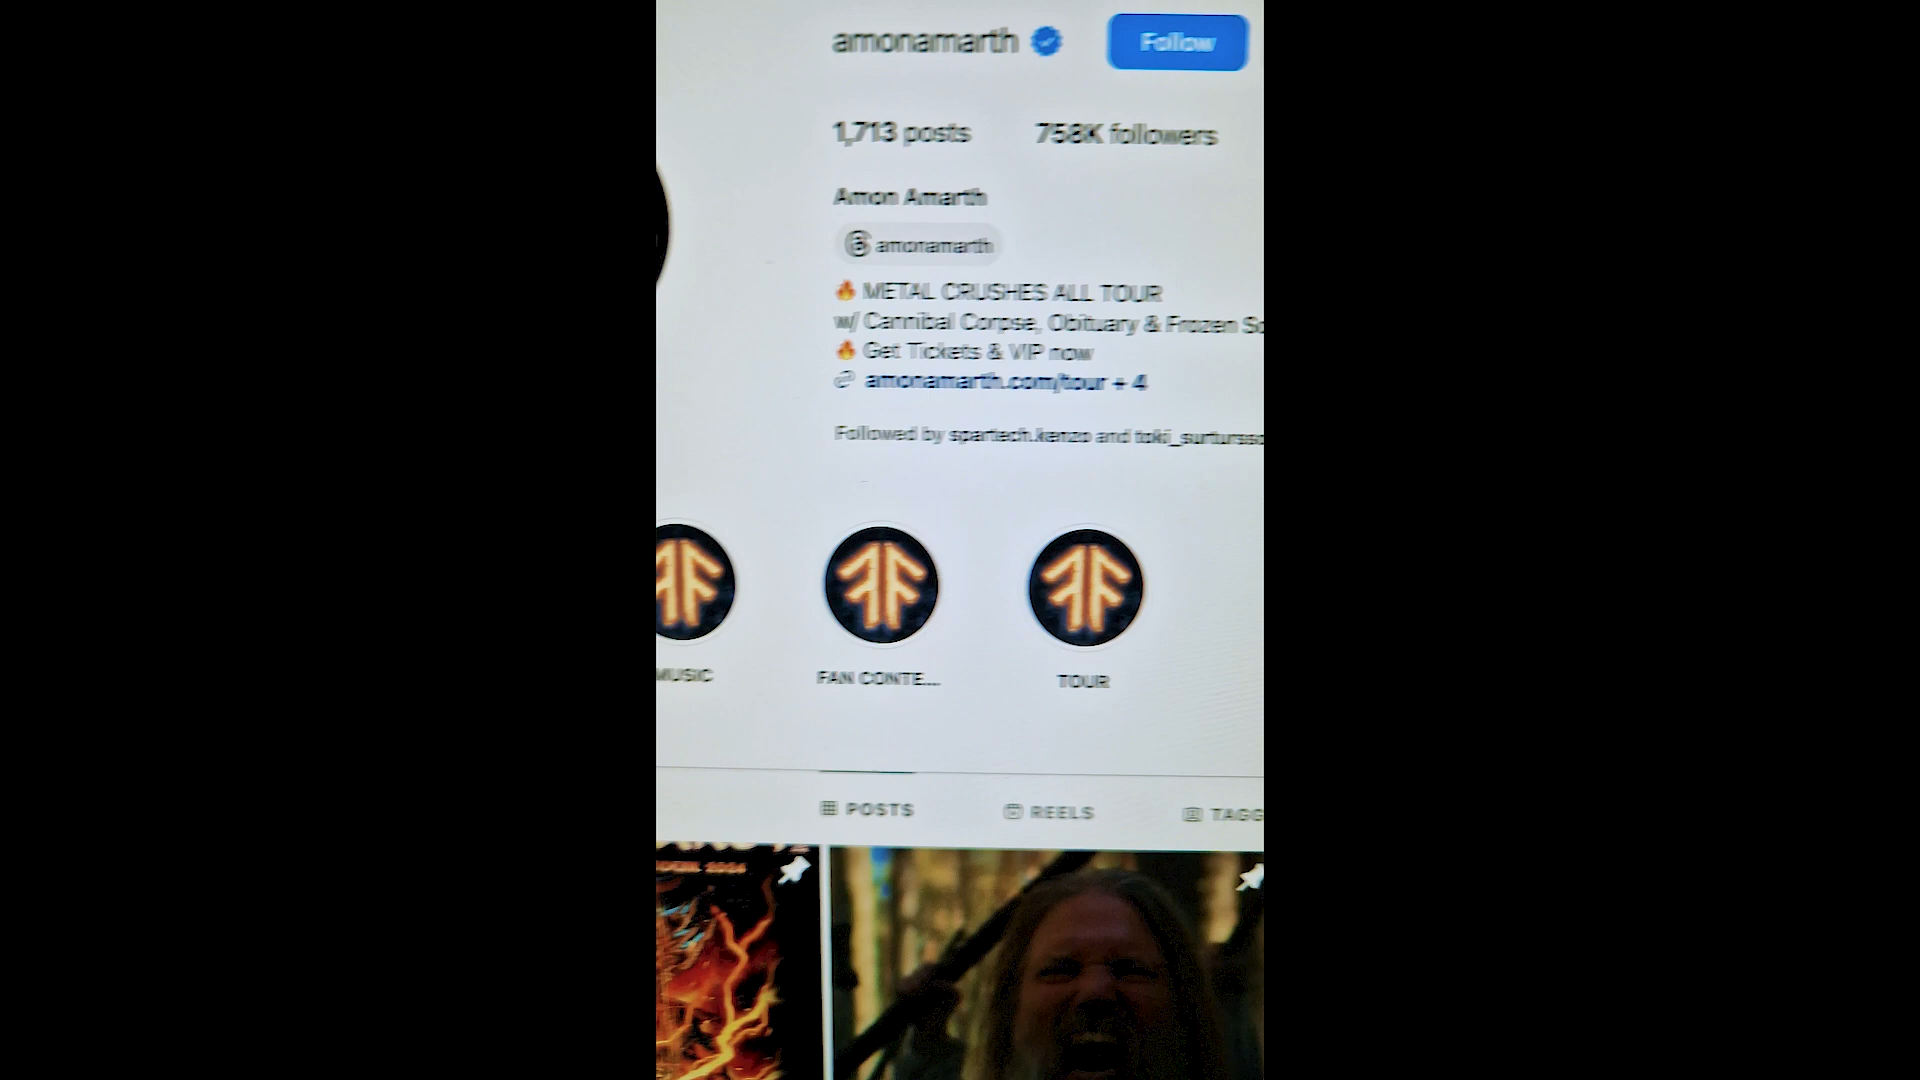 amonamarth Follow
1,713 posts 758K followers
Amon Amarth
amonamarth
🔥 METAL CRUSHES ALL TOUR
w/ Cannibal Corpse, Obituary & Frozen
🔥 Get Tickets & VIP now
amonamarth.com/tour + 4
Followed by spartech.kenzo and
MUSIC FAN CONTE... TOUR
POSTS REELS TAGG
2024